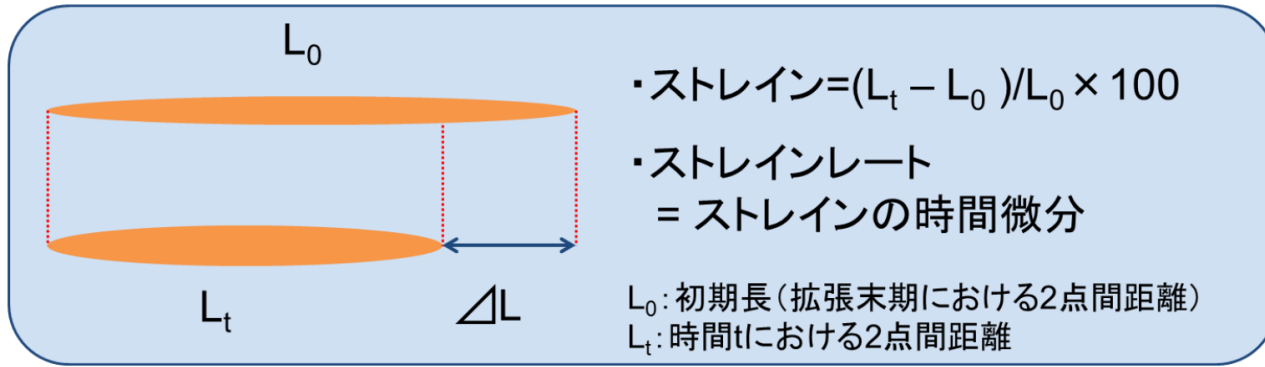 L₀
Lₜ
⊿L
・ストレイン=(Lₜ – L₀ )/L₀ × 100
・ストレインレート
= ストレインの時間微分
L₀:初期長(拡張末期における2点間距離)
Lₜ:時間tにおける2点間距離